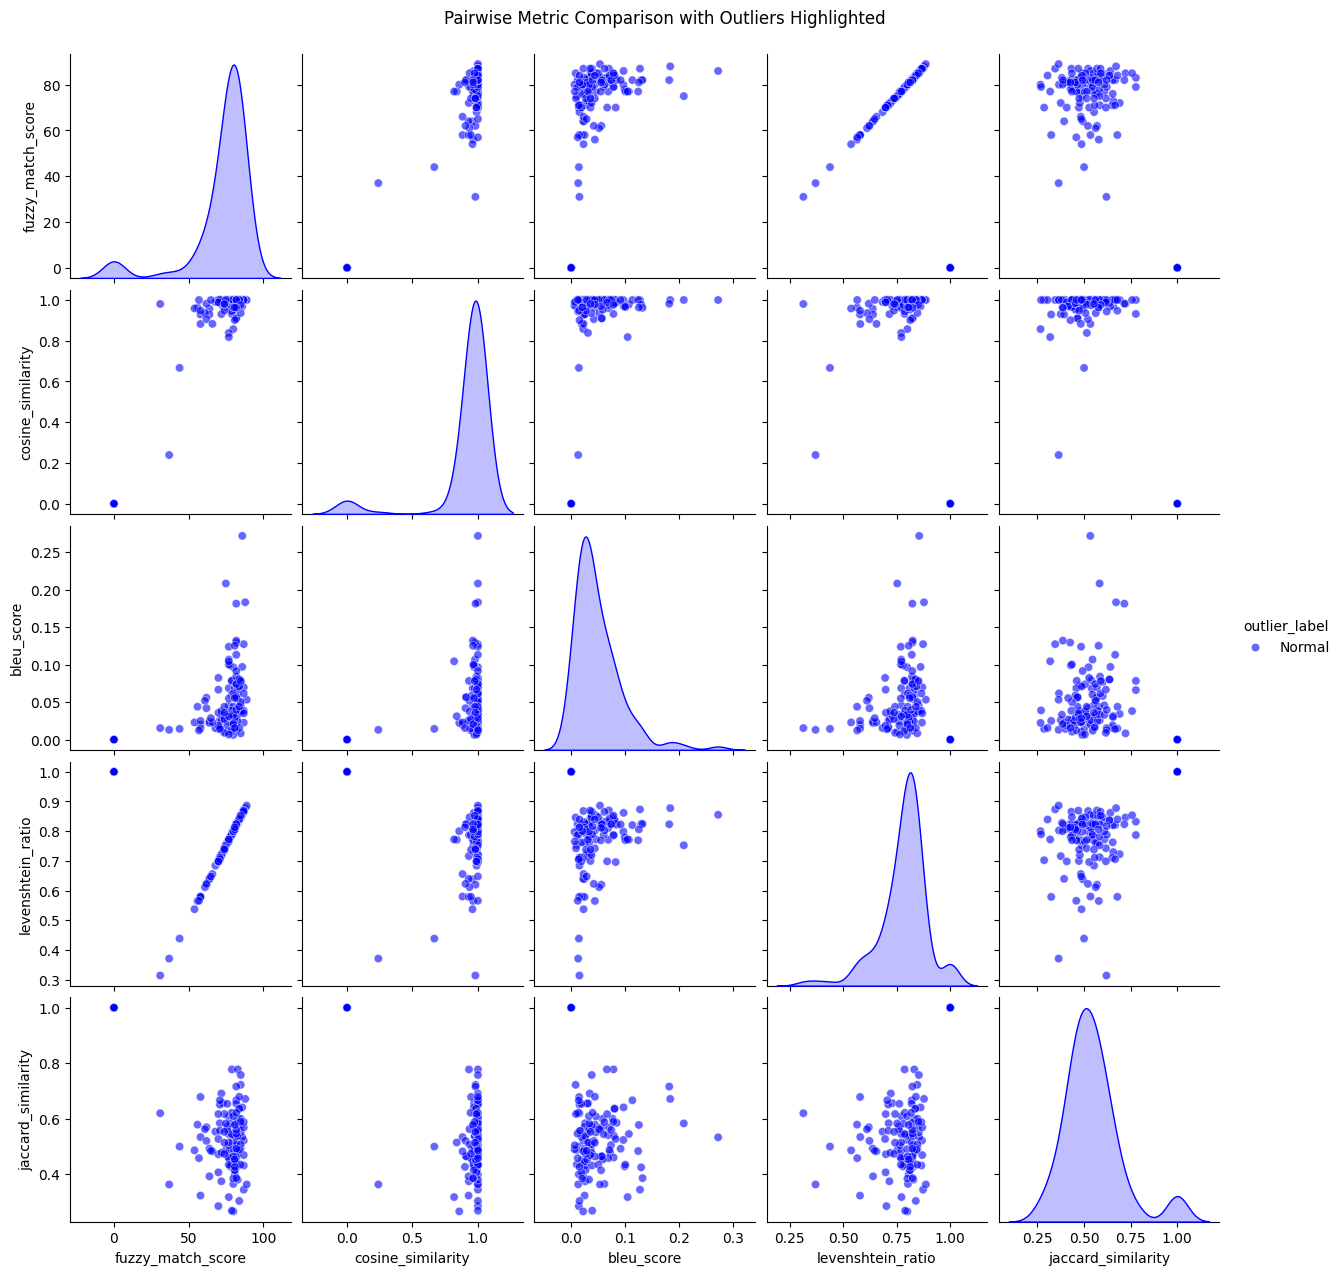 Pairwise Metric Comparison with Outliers Highlighted
fuzzy_match_score
80
60
40
20
0
cosine_similarity
1.0
0.8
0.6
0.4
0.2
0.0
bleu_score
0.25
0.20
0.15
0.10
0.05
0.00
outlier_label
Normal
levenshtein_ratio
1.0
0.9
0.8
0.7
0.6
0.5
0.4
0.3
jaccard_similarity
1.0
0.8
0.6
0.4
0 50 100
0.0 0.5 1.0
0.0 0.1 0.2 0.3
0.25 0.50 0.75 1.00
0.25 0.50 0.75 1.00
fuzzy_match_score
cosine_similarity
bleu_score
levenshtein_ratio
jaccard_similarity